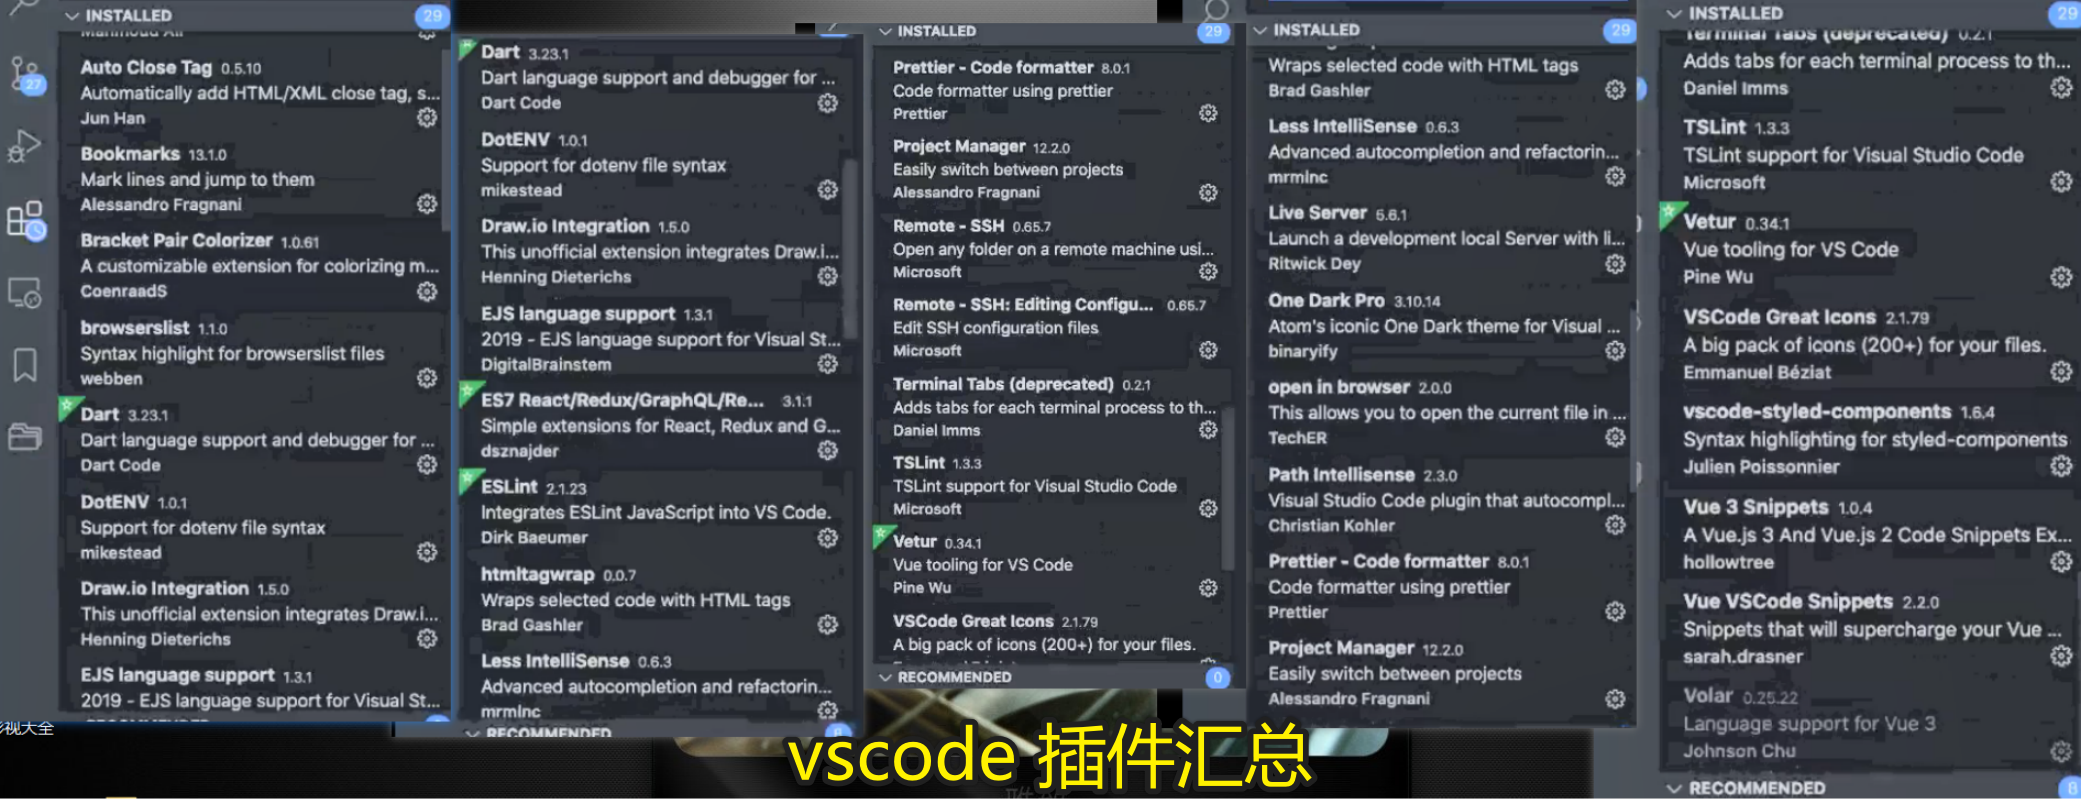 INSTALLED 29
Mahmoud Ali
Auto Close Tag 0.5.10
Automatically add HTML/XML close tag, s...
Jun Han
27
Bookmarks 13.1.0
Mark lines and jump to them
Alessandro Fragnani
Bracket Pair Colorizer 1.0.61
A customizable extension for colorizing m...
CoenraadS
browserslist 1.1.0
Syntax highlight for browserslist files
webben
Dart 3.23.1
Dart language support and debugger for ...
Dart Code
DotENV 1.0.1
Support for dotenv file syntax
mikestead
Draw.io Integration 1.5.0
This unofficial extension integrates Draw.i...
Henning Dieterichs
EJS language support 1.3.1
2019 - EJS language support for Visual St...
影视大全
Dart 3.23.1
Dart language support and debugger for ...
Dart Code
DotENV 1.0.1
Support for dotenv file syntax
mikestead
Draw.io Integration 1.5.0
This unofficial extension integrates Draw.i...
Henning Dieterichs
EJS language support 1.3.1
2019 - EJS language support for Visual St...
DigitalBrainstem
ES7 React/Redux/GraphQL/Re... 3.1.1
Simple extensions for React, Redux and G...
dsznajder
ESLint 2.1.23
Integrates ESLint JavaScript into VS Code.
Dirk Baeumer
htmltagwrap 0.0.7
Wraps selected code with HTML tags
Brad Gashler
Less IntelliSense 0.6.3
Advanced autocompletion and refactorin...
mrmlnc
RECOMMENDED 8
INSTALLED 29
Prettier - Code formatter 8.0.1
Code formatter using prettier
Prettier
Project Manager 12.2.0
Easily switch between projects
Alessandro Fragnani
Remote - SSH 0.65.7
Open any folder on a remote machine usi...
Microsoft
Remote - SSH: Editing Configu... 0.65.7
Edit SSH configuration files
Microsoft
Terminal Tabs (deprecated) 0.2.1
Adds tabs for each terminal process to th...
Daniel Imms
TSLint 1.3.3
TSLint support for Visual Studio Code
Microsoft
Vetur 0.34.1
Vue tooling for VS Code
Pine Wu
VSCode Great Icons 2.1.79
A big pack of icons (200+) for your files.
RECOMMENDED 0
INSTALLED 29
Wraps selected code with HTML tags
Brad Gashler
Less IntelliSense 0.6.3
Advanced autocompletion and refactorin...
mrmlnc
Live Server 5.6.1
Launch a development local Server with li...
Ritwick Dey
One Dark Pro 3.10.14
Atom's iconic One Dark theme for Visual ...
binaryify
open in browser 2.0.0
This allows you to open the current file in ...
TechER
Path Intellisense 2.3.0
Visual Studio Code plugin that autocompl...
Christian Kohler
Prettier - Code formatter 8.0.1
Code formatter using prettier
Prettier
Project Manager 12.2.0
Easily switch between projects
Alessandro Fragnani
INSTALLED 29
Terminal Tabs (deprecated) 0.2.1
Adds tabs for each terminal process to th...
Daniel Imms
TSLint 1.3.3
TSLint support for Visual Studio Code
Microsoft
Vetur 0.34.1
Vue tooling for VS Code
Pine Wu
VSCode Great Icons 2.1.79
A big pack of icons (200+) for your files.
Emmanuel Béziat
vscode-styled-components 1.6.4
Syntax highlighting for styled-components
Julien Poissonnier
Vue 3 Snippets 1.0.4
A Vue.js 3 And Vue.js 2 Code Snippets Ex...
hollowtree
Vue VSCode Snippets 2.2.0
Snippets that will supercharge your Vue ...
sarah.drasner
Volar 0.25.22
Language support for Vue 3
Johnson Chu
RECOMMENDED 8
vscode 插件汇总